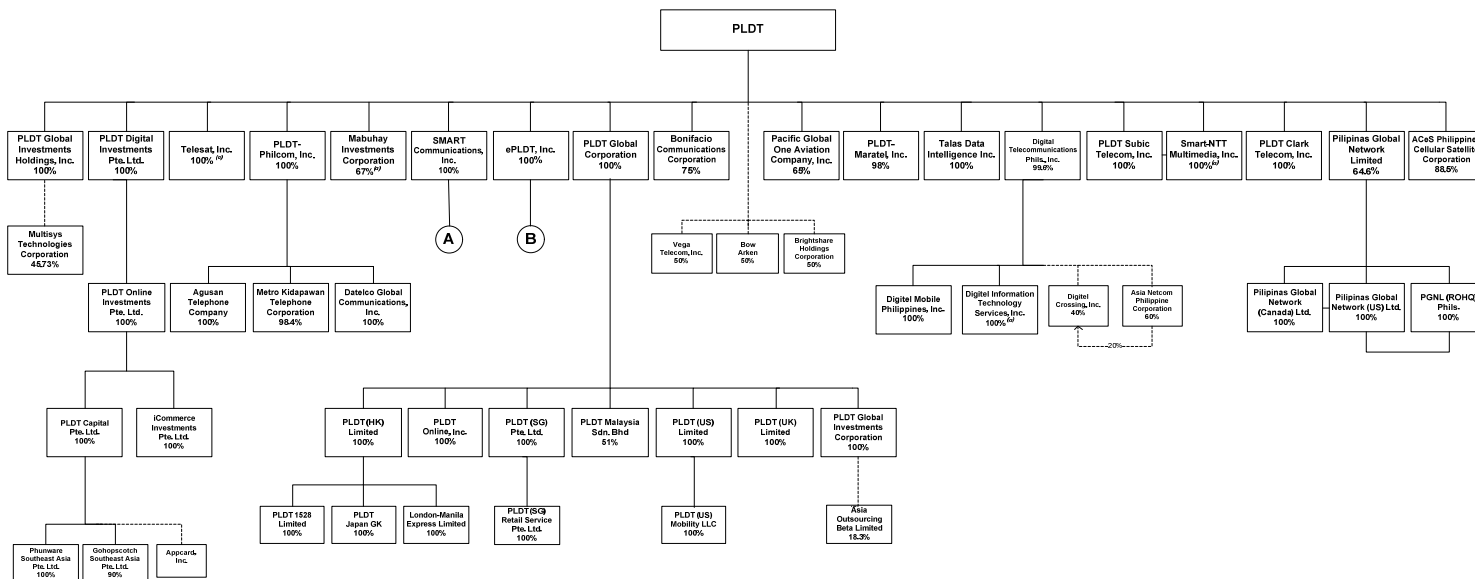 PLDT
PLDT Global
Investments
Holdings, Inc.
100%
PLDT Digital
Investments
Pte. Ltd.
100%
Telesat, Inc.
100% (a)
PLDT-
Philcom, Inc.
100%
Mabuhay
Investments
Corporation
67%(a)
SMART
Communications,
Inc.
100%
ePLDT, Inc.
100%
PLDT Global
Corporation
100%
Bonifacio
Communications
Corporation
75%
Pacific Global
One Aviation
Company, Inc.
65%
PLDT-
Maratel, Inc.
98%
Talas Data
Intelligence Inc.
100%
Digital
Telecommunications
Phils., Inc.
99.6%
PLDT Subic
Telecom, Inc.
100%
Smart-NTT
Multimedia, Inc.
100%(a)
PLDT Clark
Telecom, Inc.
100%
Pilipinas Global
Network
Limited
64.6%
ACeS Philippines
Cellular Satellite
Corporation
88.5%
Multisys
Technologies
Corporation
45.73%
A
B
Vega
Telecom, Inc.
50%
Bow
Arken
50%
Brightshare
Holdings
Corporation
50%
PLDT Online
Investments
Pte. Ltd.
100%
Agusan
Telephone
Company
100%
Metro Kidapawan
Telephone
Corporation
98.4%
Datelco Global
Communications,
Inc.
100%
Digitel Mobile
Philippines, Inc.
100%
Digitel Information
Technology
Services, Inc.
100%(a)
Digitel
Crossing, Inc.
40%
Asia Netcom
Philippine
Corporation
60%
20%
Pilipinas Global
Network
(Canada) Ltd.
100%
Pilipinas Global
Network (US) Ltd.
100%
PGNL (ROHQ)
Phils-
100%
PLDT Capital
Pte. Ltd.
100%
iCommerce
Investments
Pte. Ltd.
100%
PLDT (HK)
Limited
100%
PLDT
Online, Inc.
100%
PLDT (SG)
Pte. Ltd.
100%
PLDT Malaysia
Sdn. Bhd
51%
PLDT (US)
Limited
100%
PLDT (UK)
Limited
100%
PLDT Global
Investments
Corporation
100%
PLDT 1528
Limited
100%
PLDT
Japan GK
100%
London-Manila
Express Limited
100%
PLDT (SG)
Retail Service
Pte. Ltd.
100%
PLDT (US)
Mobility LLC
100%
Asia
Outsourcing
Beta Limited
18.3%
Phunware
Southeast Asia
Pte. Ltd.
100%
Gohopscotch
Southeast Asia
Pte. Ltd.
90%
Appcard,
Inc.